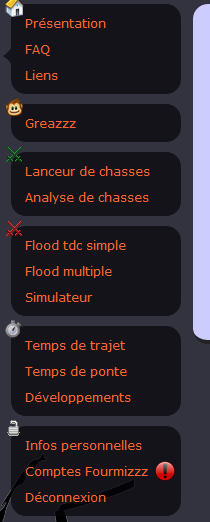 Présentation
FAQ
Liens
Greazzz
Lanceur de chasses
Analyse de chasses
Flood tdc simple
Flood multiple
Simulateur
Temps de trajet
Temps de ponte
Développements
Infos personnelles
Comptes Fourmizzz
Déconnexion